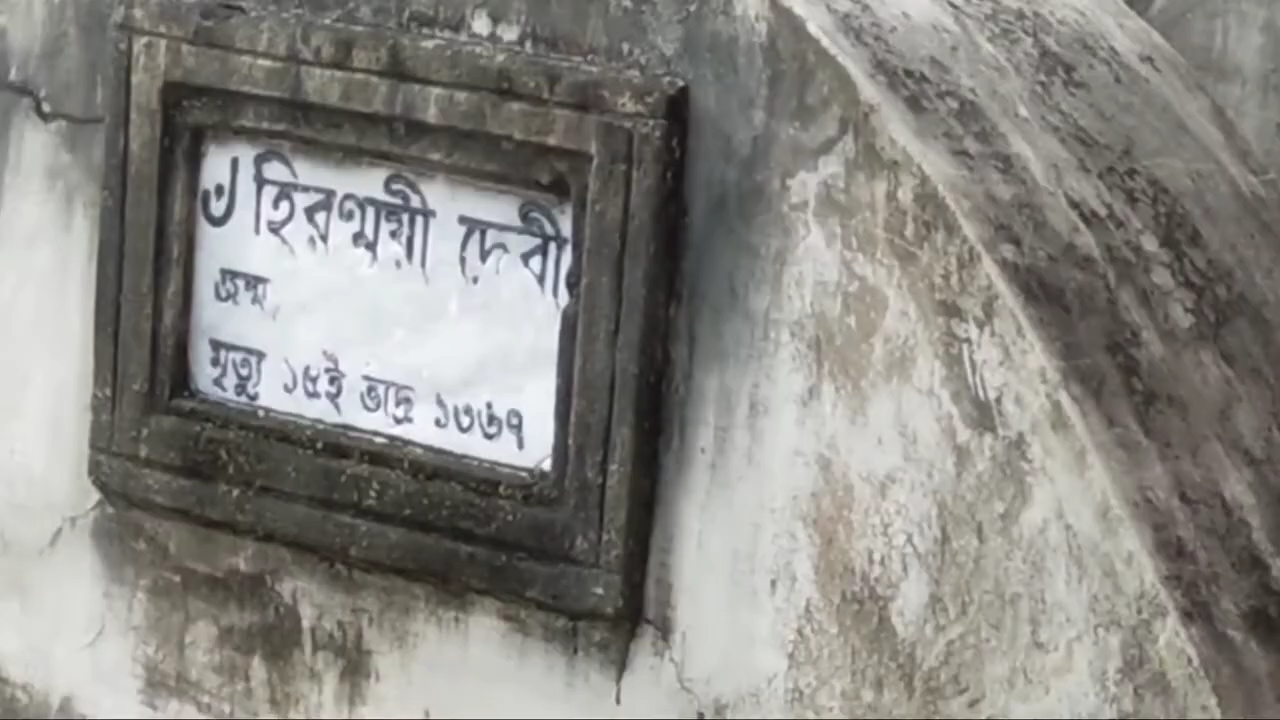 ৺হিরণ্ময়ী দেবী
জন্ম
মৃত্যু ১৫ই ভাদ্র ১৩৬৭